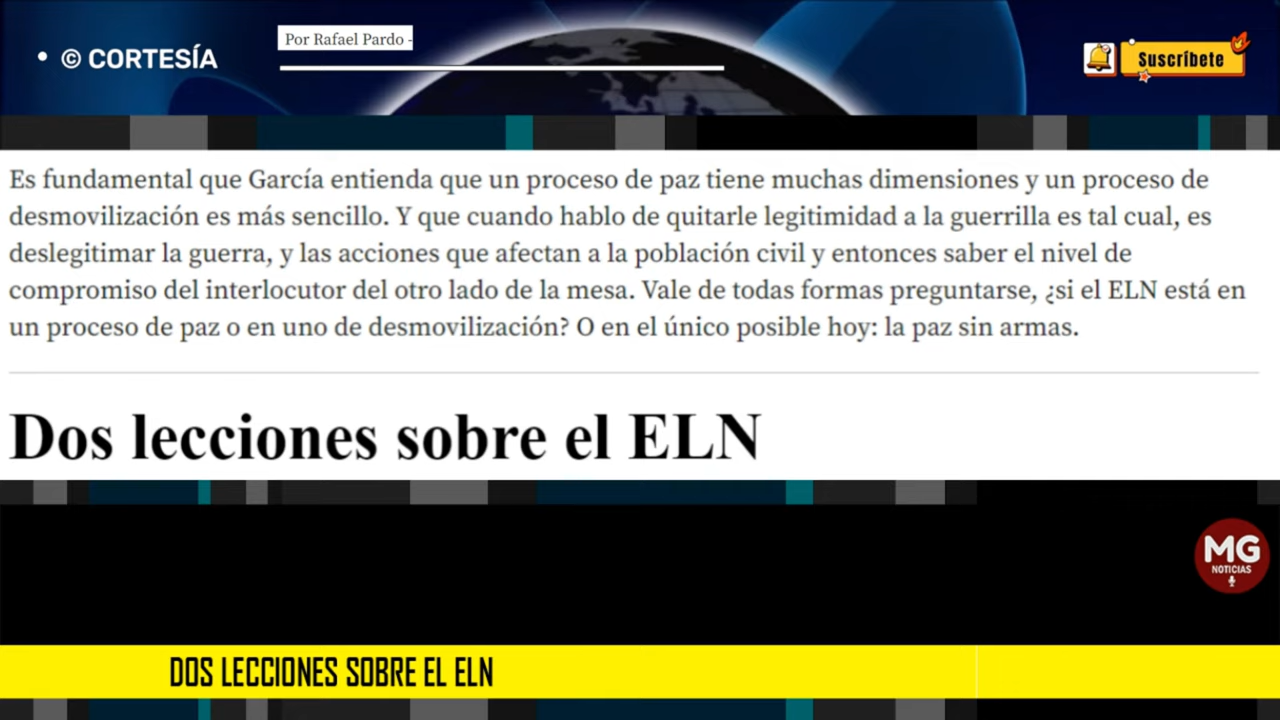 • © CORTESÍA
Por Rafael Pardo -
Suscríbete
Es fundamental que García entienda que un proceso de paz tiene muchas dimensiones y un proceso de
desmovilización es más sencillo. Y que cuando hablo de quitarle legitimidad a la guerrilla es tal cual, es
deslegitimar la guerra, y las acciones que afectan a la población civil y entonces saber el nivel de
compromiso del interlocutor del otro lado de la mesa. Vale de todas formas preguntarse, ¿si el ELN está en
un proceso de paz o en uno de desmovilización? O en el único posible hoy: la paz sin armas.
Dos lecciones sobre el ELN
MG
NOTICIAS
DOS LECCIONES SOBRE EL ELN